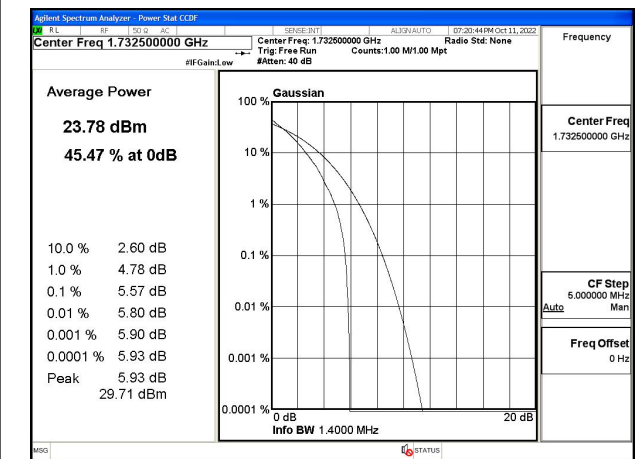 Agilent Spectrum Analyzer - Power Stat CCDF
LXI RL RF 50 Ω AC SENSE:INT ALIGN AUTO 07:20:44 PM Oct 11, 2022
Center Freq 1.732500000 GHz
Center Freq: 1.732500000 GHz Radio Std: None
Trig: Free Run Counts:1.00 M/1.00 Mpt
#IFGain:Low #Atten: 40 dB
Frequency
Average Power
23.78 dBm
45.47 % at 0dB
10.0 % 2.60 dB
1.0 % 4.78 dB
0.1 % 5.57 dB
0.01 % 5.80 dB
0.001 % 5.90 dB
0.0001 % 5.93 dB
Peak 5.93 dB
29.71 dBm
Gaussian
100 %
10 %
1 %
0.1 %
0.01 %
0.001 %
0.0001 %
0 dB 20 dB
Info BW 1.4000 MHz
Center Freq
1.732500000 GHz
CF Step
5.000000 MHz
Auto Man
Freq Offset
0 Hz
MSG STATUS